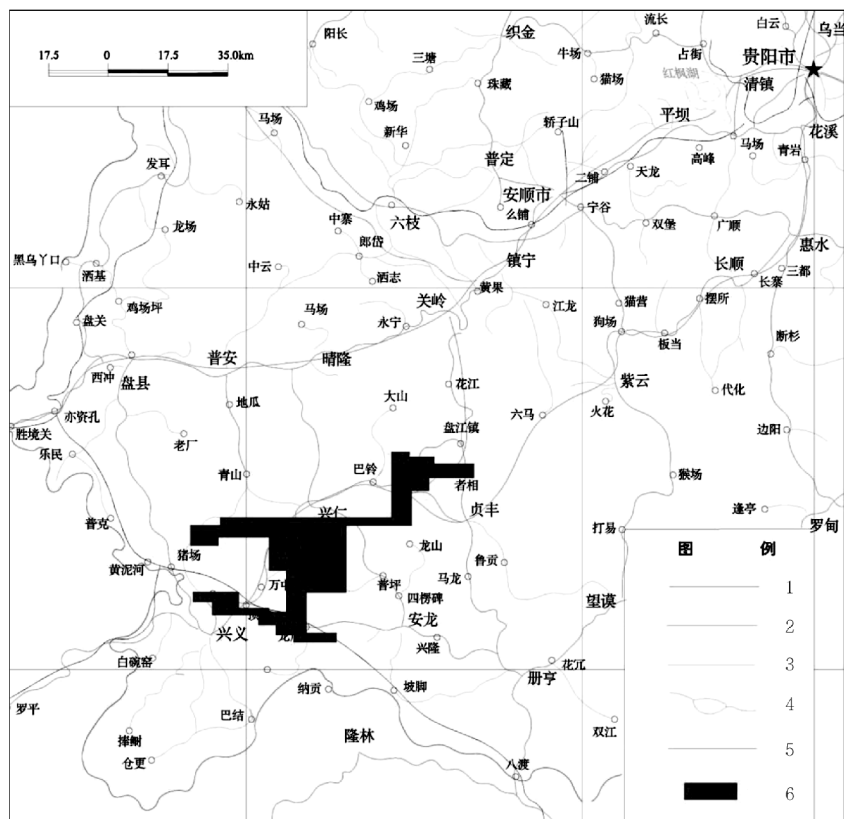 17.5 0 17.5 35.0km
阳长
织金
流长
白云
乌当
三塘
牛场
占街
贵阳市
珠藏
猫场
红枫湖
清镇
鸡场
马场
轿子山
平坝
花溪
新华
普定
高峰
马场
青岩
发耳
二铺
天龙
永姑
六枝
安顺市
么铺
宁谷
双堡
广顺
龙场
中寨
惠水
黑鸟丫口
洒基
中云
郎岱
镇宁
长顺
三都
洒志
长寨
黄果
鸡场坪
马场
关岭
江龙
猫营
摆所
盘关
永宁
狗场
板当
断杉
普安
晴隆
西冲
盘县
花江
紫云
代化
地瓜
大山
六马
火花
亦资孔
胜境关
盘江镇
边阳
老厂
乐民
青山
巴铃
者相
猴场
普克
兴仁
贞丰
逢亭
罗甸
打易
猪场
龙山
图 例
黄泥河
鲁贡
万屯
普坪
马龙
1
四楞碑
望谟
2
兴义
安龙
兴隆
3
白碗窑
花冗
纳贡
坡脚
册亨
4
罗平
巴结
双江
捧鲊
隆林
5
仓更
八渡
6